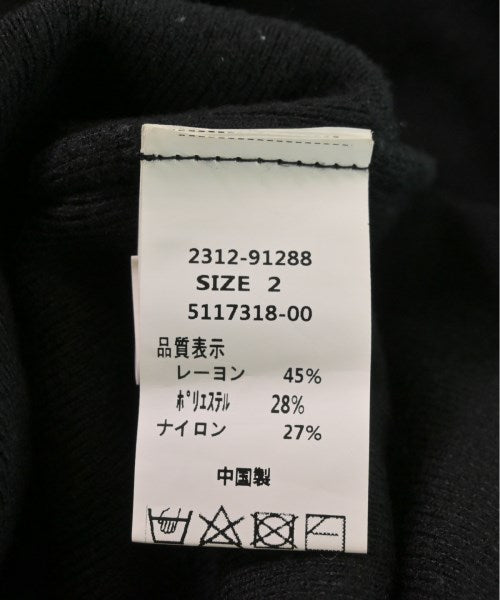 2312-91288
SIZE 2
5117318-00
品質表示
レーヨン 45%
ﾎﾟﾘｴｽﾃﾙ 28%
ナイロン 27%
中国製